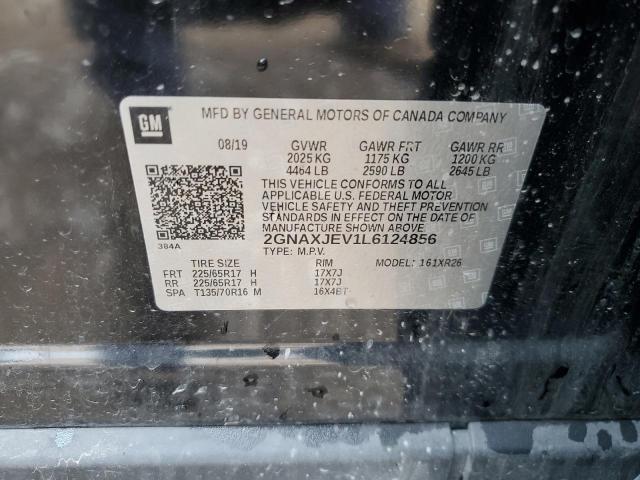 GM MFD BY GENERAL MOTORS OF CANADA COMPANY
08/19 GVWR GAWR FRT GAWR RR
2025 KG 1175 KG 1200 KG
4464 LB 2590 LB 2645 LB
THIS VEHICLE CONFORMS TO ALL
APPLICABLE U.S. FEDERAL MOTOR
VEHICLE SAFETY AND THEFT PREVENTION
STANDARDS IN EFFECT ON THE DATE OF
MANUFACTURE SHOWN ABOVE.
384A 2GNAXJEV1L6124856
TYPE: M.P.V.
TIRE SIZE RIM MODEL: 161XR26
FRT 225/65R17 H 17X7J
RR 225/65R17 H 17X7J
SPA T135/70R16 M 16X4BT